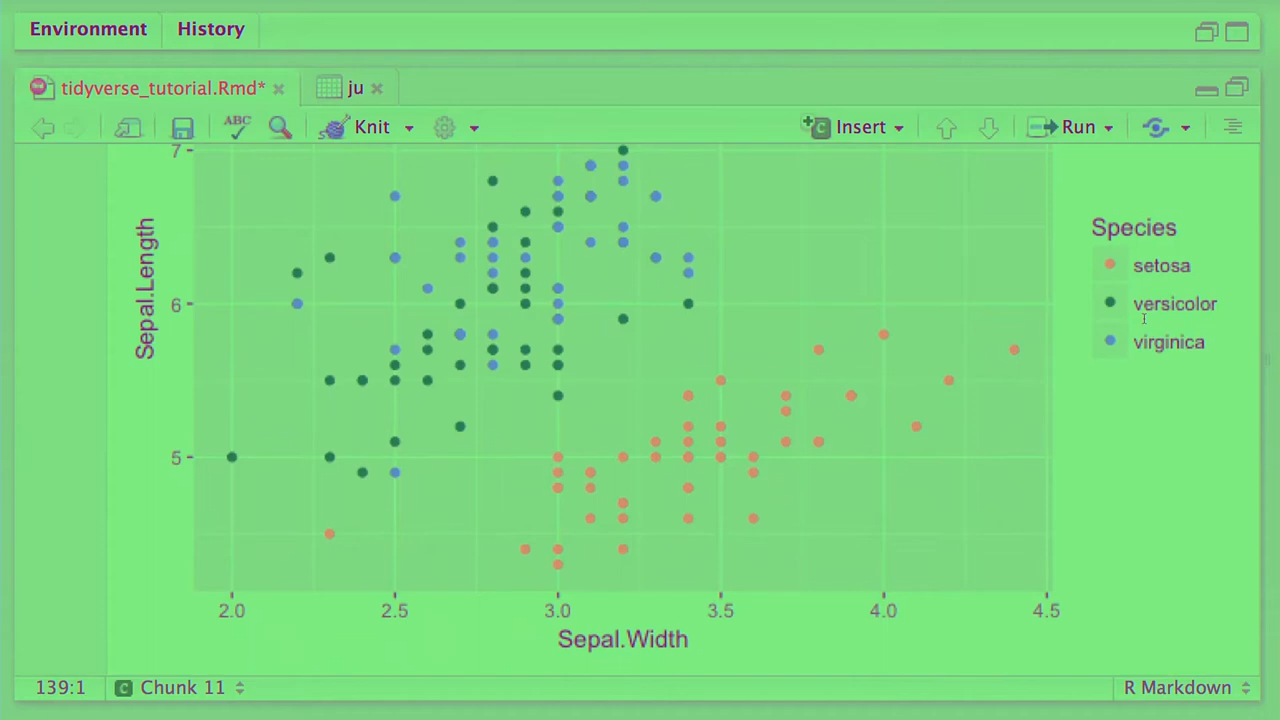 Environment History
tidyverse_tutorial.Rmd* ju
ABC Knit Insert Run
7
6
5
Sepal.Length
Species
setosa
versicolor
virginica
2.0 2.5 3.0 3.5 4.0 4.5
Sepal.Width
139:1 C Chunk 11 R Markdown